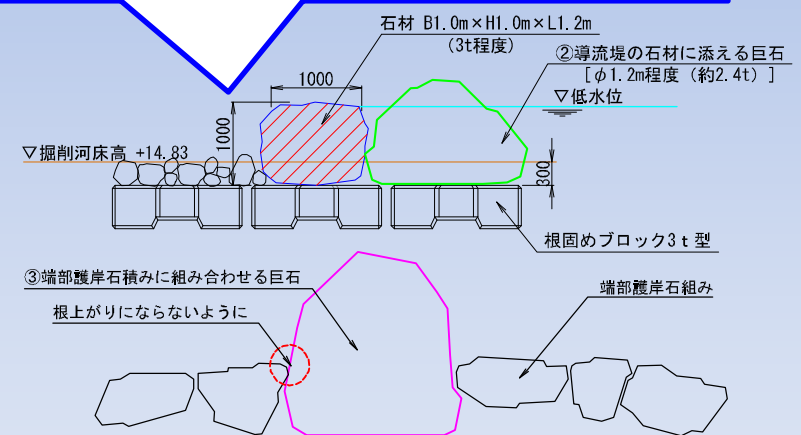 石材 B1.0m×H1.0m×L1.2m
(3t程度)
②導流堤の石材に添える巨石
[φ1.2m程度(約2.4t)]
▽低水位
1000
1000
▽掘削河床高 +14.83
300
根固めブロック3t型
③端部護岸石積みに組み合わせる巨石
端部護岸石組み
根上がりにならないように